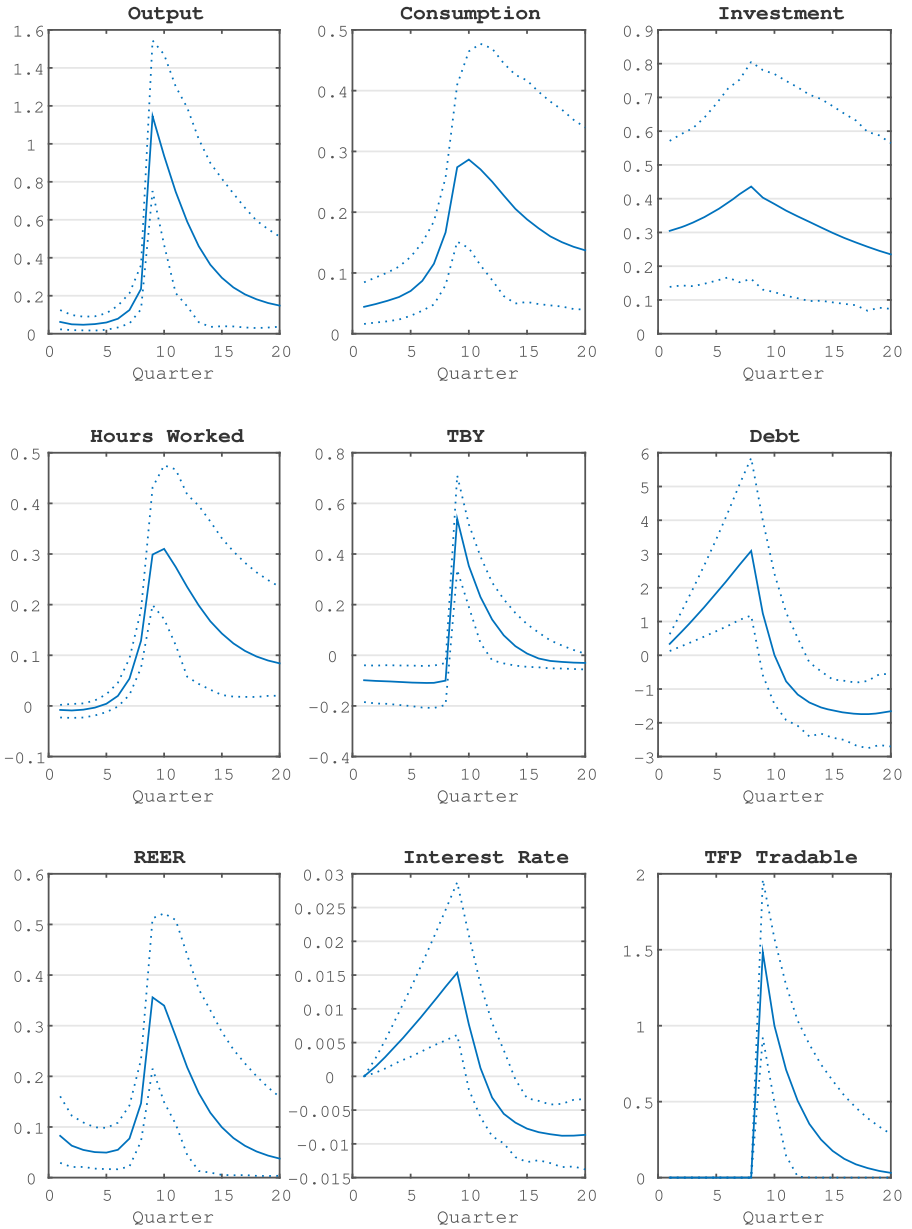 Output Consumption Investment
1.6 0.5 0.9
1.4 0.8
1.2 0.4 0.7
1 0.6
0.8 0.3 0.5
0.6 0.2 0.4
0.4 0.3
0.2 0.1 0.2
0.1
0 0 0
0 5 10 15 20 0 5 10 15 20 0 5 10 15 20
Quarter Quarter Quarter
Hours Worked TBY Debt
0.5 0.8 6
0.4 0.6 5
0.4 4
0.3 3
0.2 0.2 2
0.1 0 1
0
0 -0.2 -1
-2
-0.1 -0.4 -3
0 5 10 15 20 0 5 10 15 20 0 5 10 15 20
Quarter Quarter Quarter
REER Interest Rate TFP Tradable
0.6 0.03 2
0.5 0.025
0.02 1.5
0.4 0.015
0.3 0.01 1
0.005
0.2 0
0.1 -0.005 0.5
-0.01
0 -0.015 0
0 5 10 15 20 0 5 10 15 20 0 5 10 15 20
Quarter Quarter Quarter